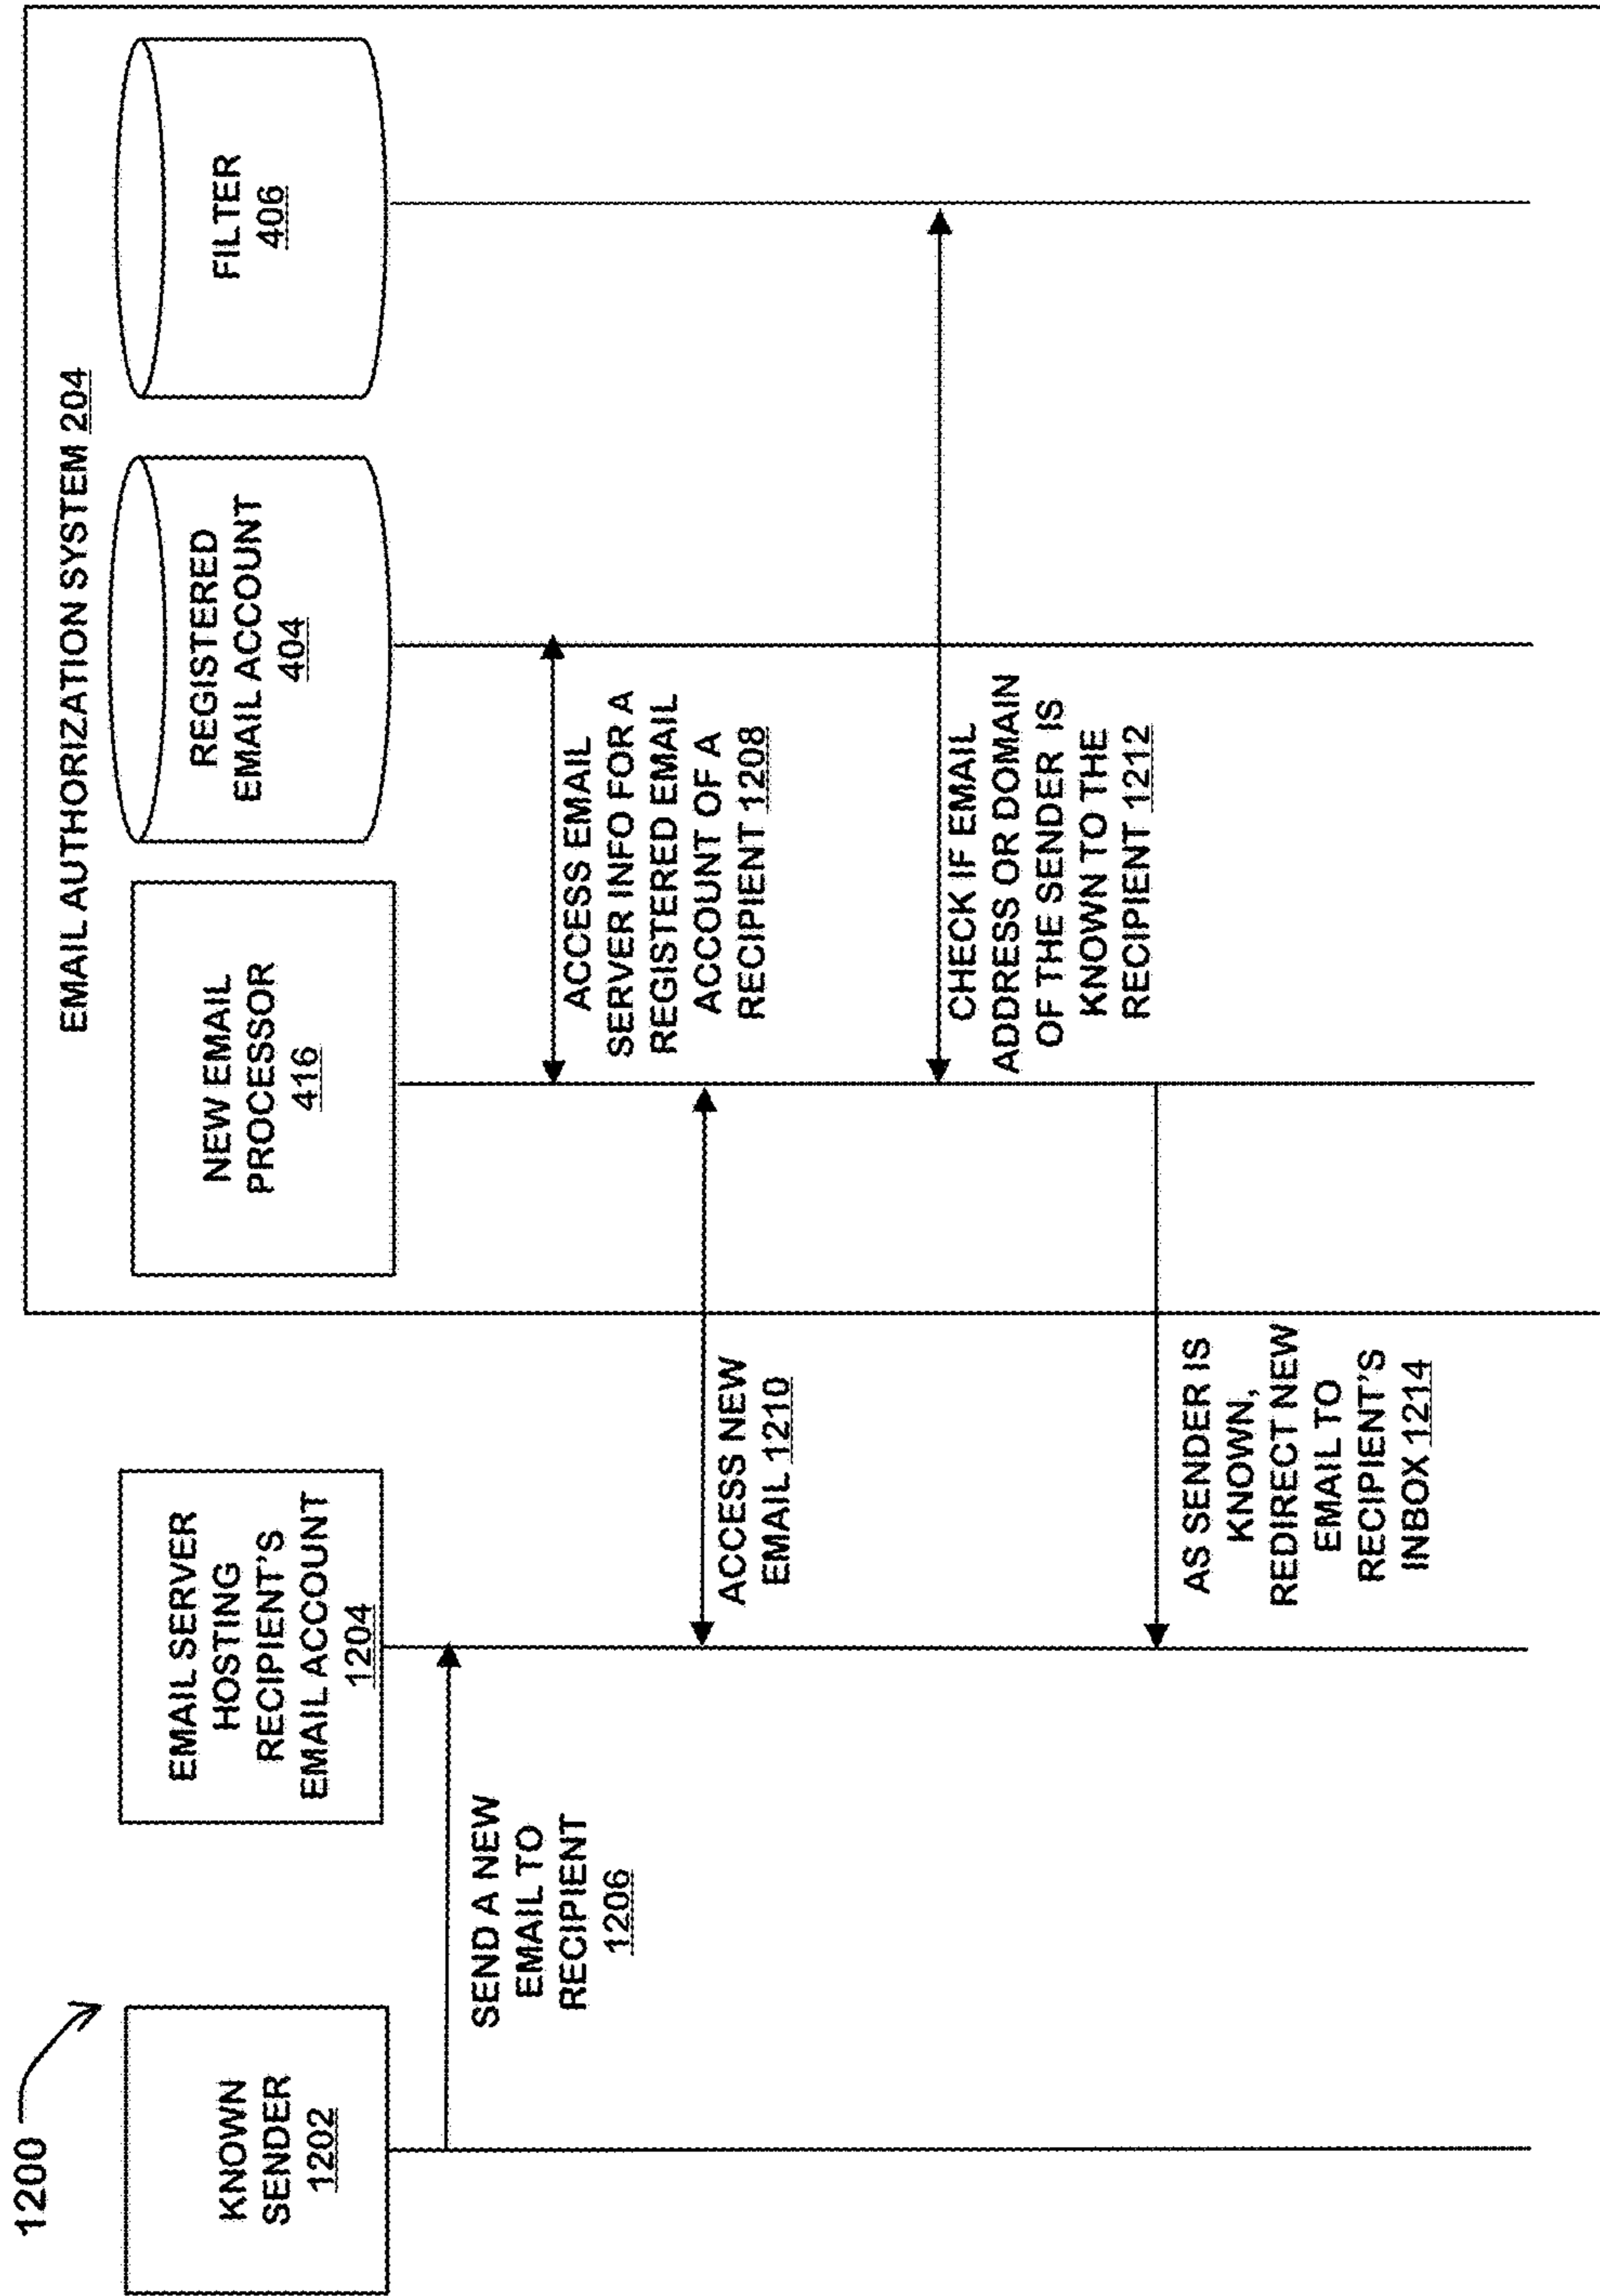 1200
EMAIL AUTHORIZATION SYSTEM 204
KNOWN
SENDER
1202
EMAIL SERVER
HOSTING
RECIPIENT'S
EMAIL ACCOUNT
1204
NEW EMAIL
PROCESSOR
416
REGISTERED
EMAIL ACCOUNT
404
FILTER
406
SEND A NEW
EMAIL TO
RECIPIENT
1206
ACCESS EMAIL
SERVER INFO FOR A
REGISTERED EMAIL
ACCOUNT OF A
RECIPIENT 1208
ACCESS NEW
EMAIL 1210
CHECK IF EMAIL
ADDRESS OR DOMAIN
OF THE SENDER IS
KNOWN TO THE
RECIPIENT 1212
AS SENDER IS
KNOWN,
REDIRECT NEW
EMAIL TO
RECIPIENT'S
INBOX 1214